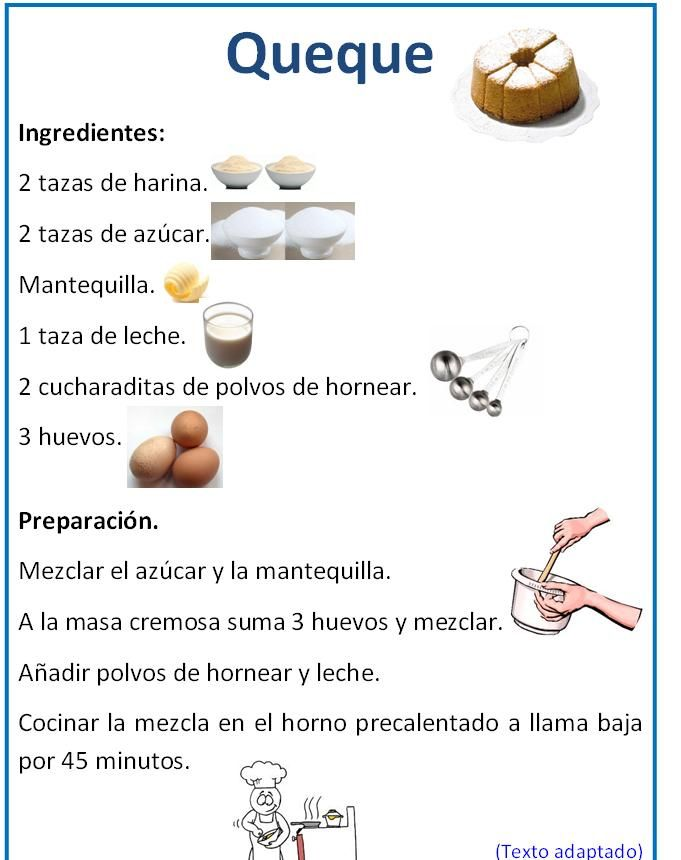 Queque
Ingredientes:
2 tazas de harina.
2 tazas de azúcar.
Mantequilla.
1 taza de leche.
2 cucharaditas de polvos de hornear.
3 huevos.
Preparación.
Mezclar el azúcar y la mantequilla.
A la masa cremosa suma 3 huevos y mezclar.
Añadir polvos de hornear y leche.
Cocinar la mezcla en el horno precalentado a llama baja
por 45 minutos.
(Texto adaptado)